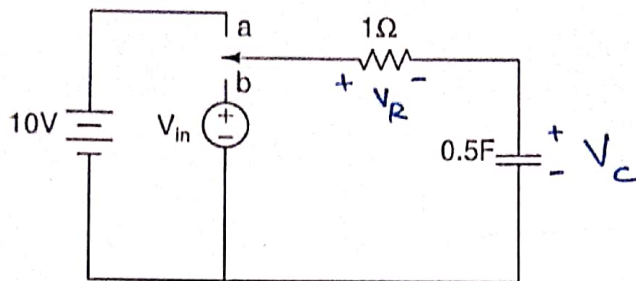 a
1Ω
b
+ V_R -
10V
V_in
+
-
0.5F
+
-
V_c